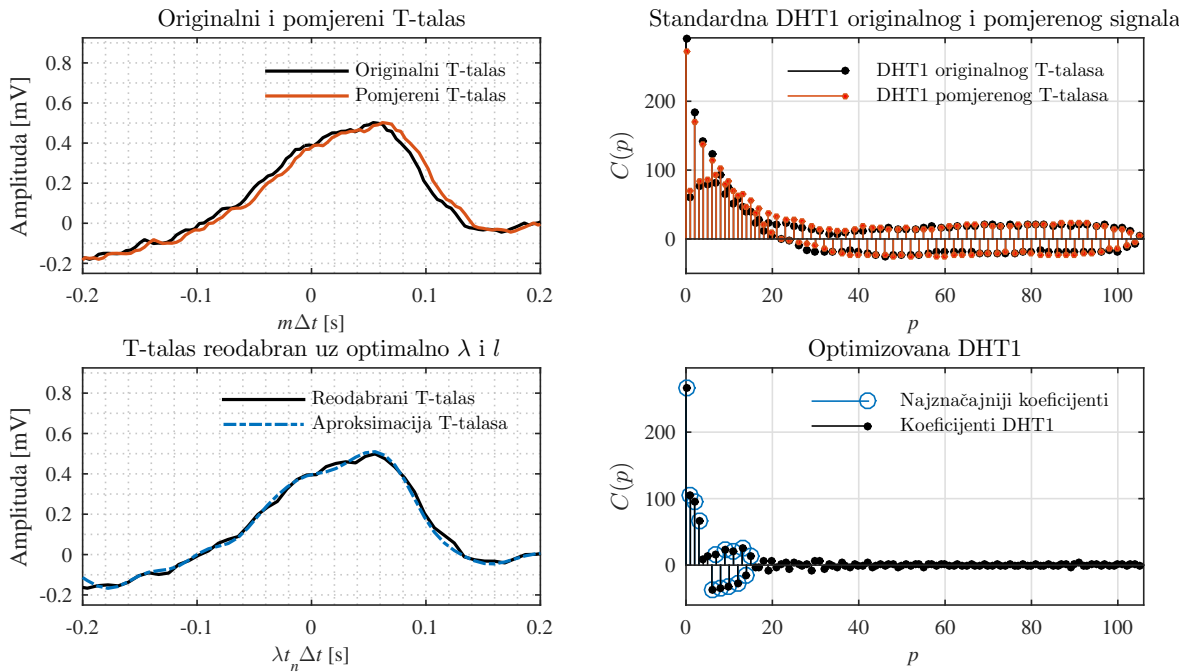 Originalni i pomjereni T-talas
Amplituda [mV]
0.8
0.6
0.4
0.2
0
-0.2
Originalni T-talas
Pomjereni T-talas
-0.2 -0.1 0 0.1 0.2
mΔt [s]
Standardna DHT1 originalnog i pomjerenog signala
C(p)
200
100
0
DHT1 originalnog T-talasa
DHT1 pomjerenog T-talasa
0 20 40 60 80 100
p
T-talas reodabran uz optimalno λ i l
Amplituda [mV]
0.8
0.6
0.4
0.2
0
-0.2
Reodabrani T-talas
Aproksimacija T-talasa
-0.2 -0.1 0 0.1 0.2
λtₙΔt [s]
Optimizovana DHT1
C(p)
200
100
0
Najznačajniji koeficijenti
Koeficijenti DHT1
0 20 40 60 80 100
p